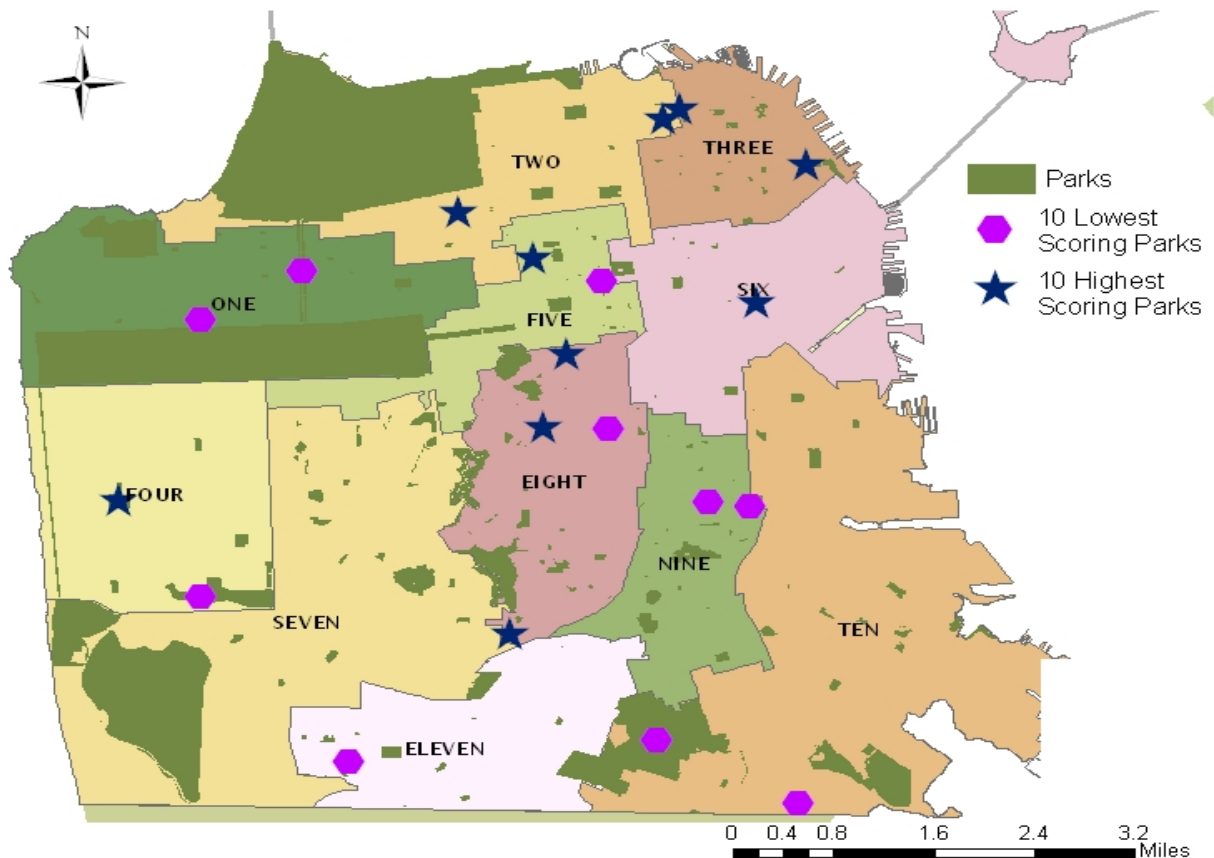 N
TWO
THREE
Parks
10 Lowest
Scoring Parks
10 Highest
Scoring Parks
ONE
SIX
FIVE
FOUR
EIGHT
NINE
SEVEN
TEN
ELEVEN
0 0.4 0.8 1.6 2.4 3.2
Miles